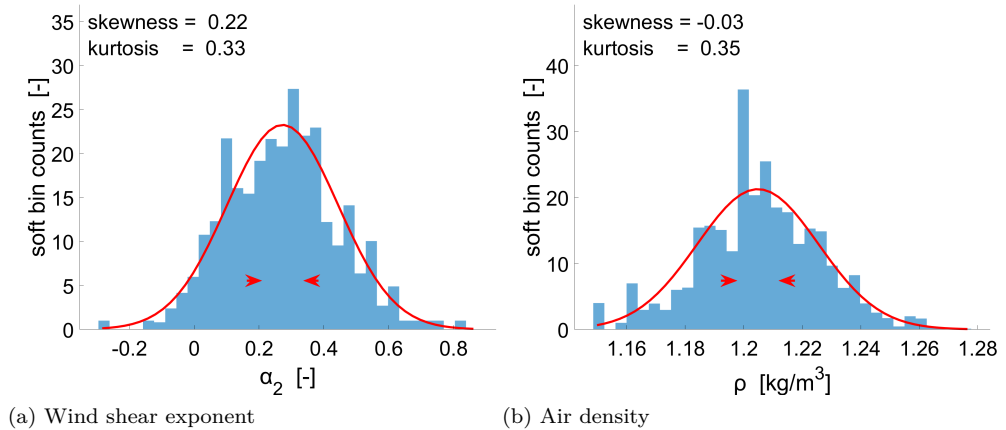 skewness = 0.22
kurtosis = 0.33
soft bin counts [-]
35
30
25
20
15
10
5
0
-0.2 0 0.2 0.4 0.6 0.8
α2 [-]
(a) Wind shear exponent
skewness = -0.03
kurtosis = 0.35
soft bin counts [-]
40
30
20
10
0
1.16 1.18 1.2 1.22 1.24 1.26 1.28
ρ [kg/m3]
(b) Air density